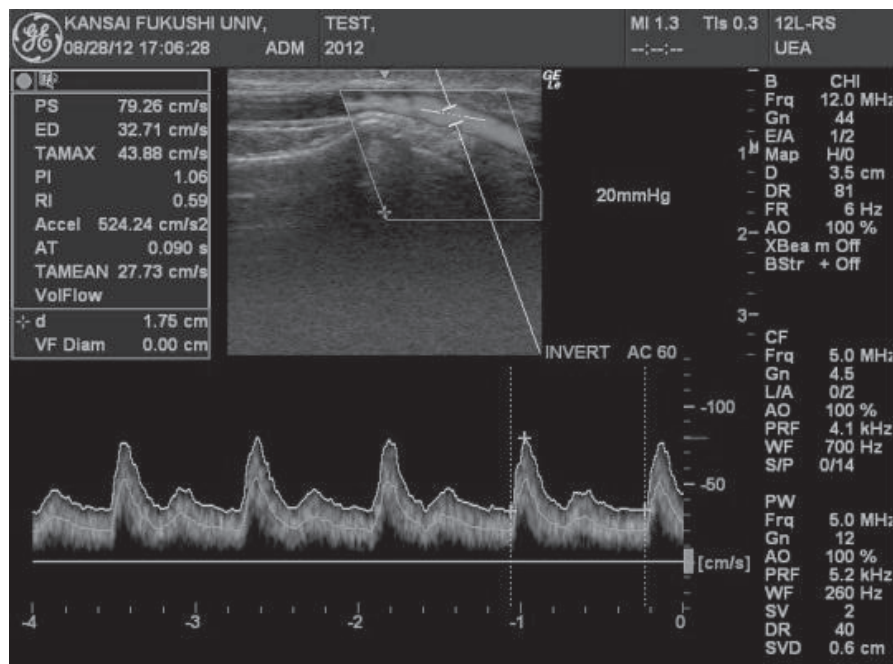 KANSAI FUKUSHI UNIV, TEST, MI 1.3 TIs 0.3 12L-RS
08/28/12 17:06:28 ADM 2012 --:--:-- UEA
PS 79.26 cm/s
ED 32.71 cm/s
TAMAX 43.88 cm/s
PI 1.06
RI 0.59
Accel 524.24 cm/s2
AT 0.090 s
TAMEAN 27.73 cm/s
VolFlow
d 1.75 cm
VF Diam 0.00 cm
20mmHg
INVERT AC 60
1
2
3
B CHI
Frq 12.0 MHz
Gn 44
E/A 1/2
Map H/0
D 3.5 cm
DR 81
FR 6 Hz
AO 100 %
XBeam Off
BStr + Off
CF
Frq 5.0 MHz
Gn 4.5
L/A 0/2
AO 100 %
PRF 4.1 kHz
WF 700 Hz
S/P 0/14
PW
Frq 5.0 MHz
Gn 12
AO 100 %
PRF 5.2 kHz
WF 260 Hz
SV 2
DR 40
SVD 0.6 cm
-100
-50
[cm/s]
-4 -3 -2 -1 0